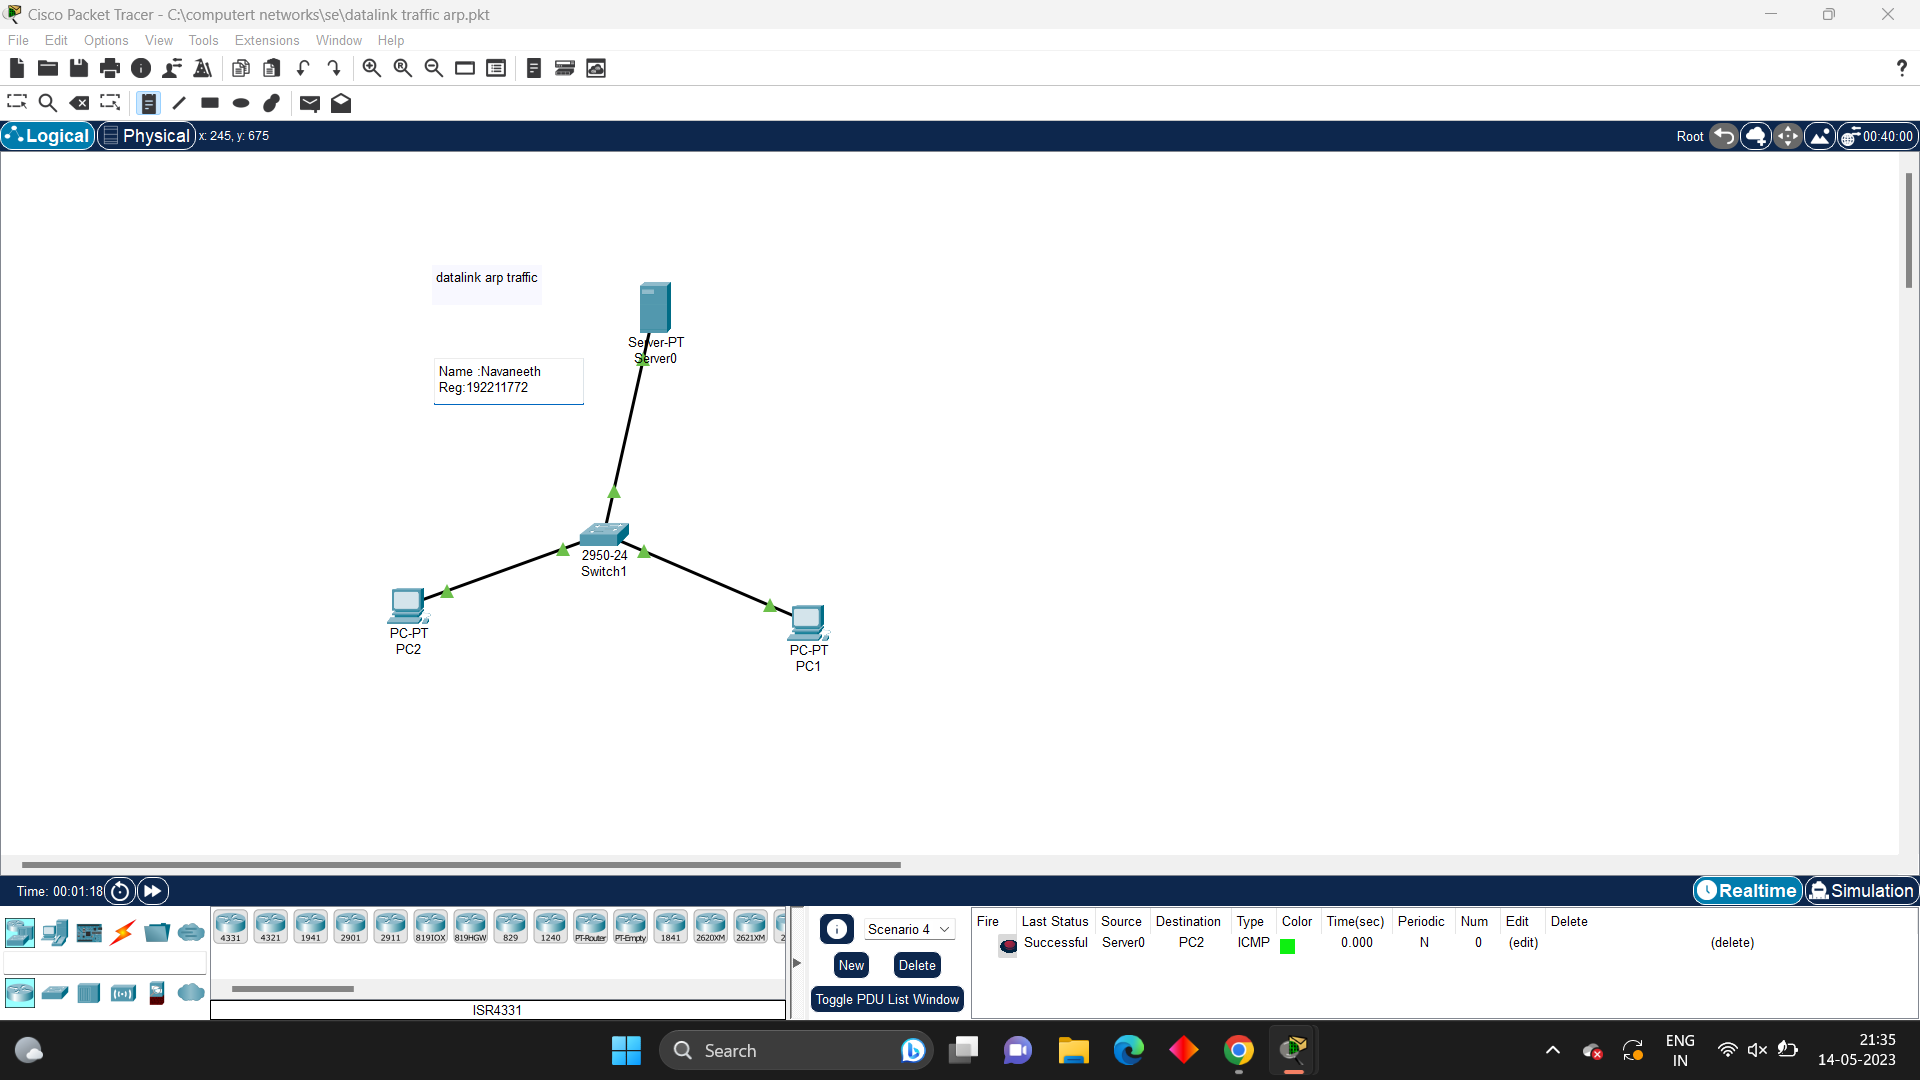 Cisco Packet Tracer - C:\computert networks\se\datalink traffic arp.pkt
File Edit Options View Tools Extensions Window Help
?
Logical Physical x: 245, y: 675 Root 00:40:00
datalink arp traffic
Server-PT
Server0
Name :Navaneeth
Reg:192211772
2950-24
Switch1
PC-PT
PC2
PC-PT
PC1
Time: 00:01:18 Realtime Simulation
4331 4321 1941 2901 2911 819IOX 819HGW 829 1240 PT-Router PT-Empty 1841 2620XM 2621XM 2
ISR4331
Scenario 4
New Delete
Toggle PDU List Window
Fire Last Status Source Destination Type Color Time(sec) Periodic Num Edit Delete
Successful Server0 PC2 ICMP 0.000 N 0 (edit) (delete)
Search
ENG
IN
21:35
14-05-2023